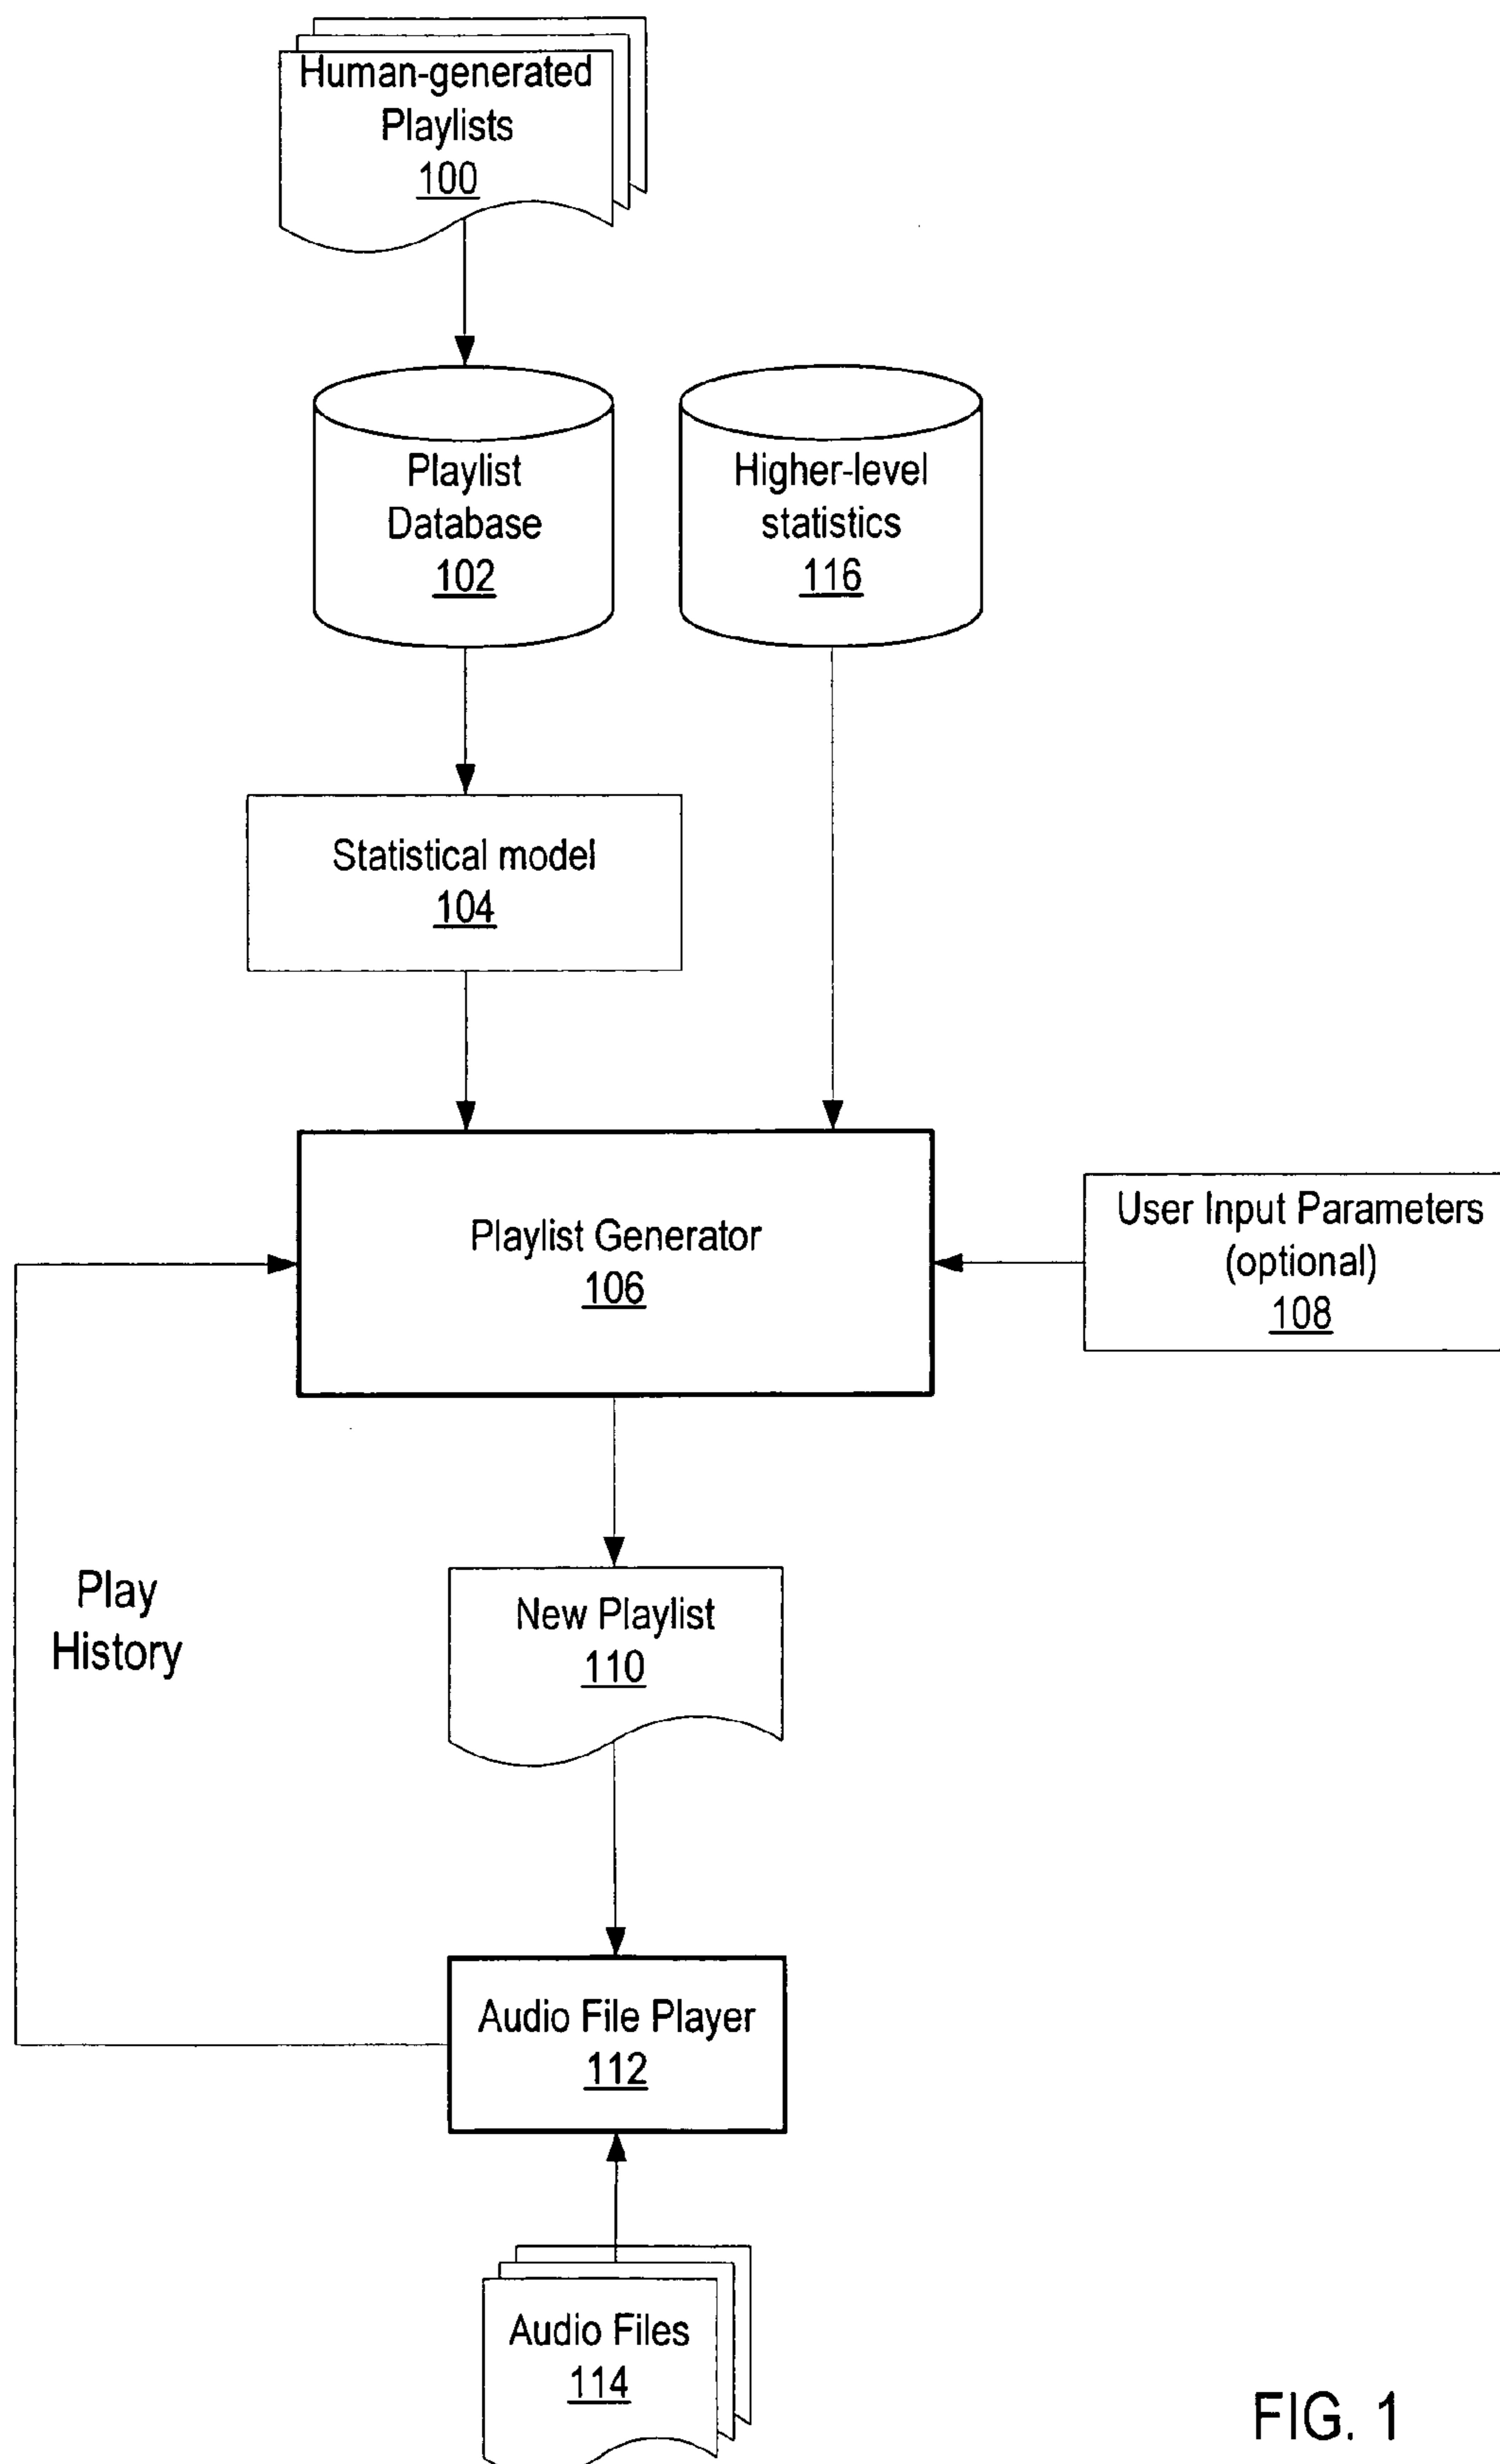 Human-generated
Playlists
100
Playlist
Database
102
Higher-level
statistics
116
Statistical model
104
Playlist Generator
106
User Input Parameters
(optional)
108
Play
History
New Playlist
110
Audio File Player
112
Audio Files
114
FIG. 1